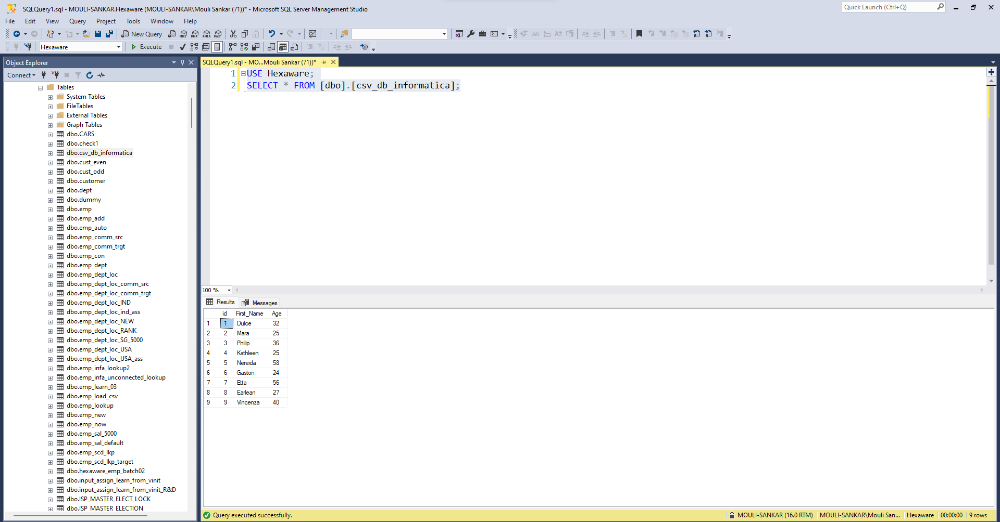 SQLQuery1.sql - MOULI-SANKAR.Hexaware (MOULI-SANKAR\Mouli Sankar (71))* - Microsoft SQL Server Management Studio
Quick Launch (Ctrl+Q)
File Edit View Query Project Tools Window Help
New Query MDX DMX XMLA DAX
Hexaware Execute
Object Explorer
SQLQuery1.sql - MO...Mouli Sankar (71))*
Connect
Tables
System Tables
FileTables
External Tables
Graph Tables
dbo.CARS
dbo.check1
dbo.csv_db_informatica
dbo.cust_even
dbo.cust_odd
dbo.customer
dbo.dept
dbo.dummy
dbo.emp
dbo.emp_add
dbo.emp_auto
dbo.emp_comm_src
dbo.emp_comm_trgt
dbo.emp_con
dbo.emp_dept
dbo.emp_dept_loc
dbo.emp_dept_loc_comm_src
dbo.emp_dept_loc_comm_trgt
dbo.emp_dept_loc_IND
dbo.emp_dept_loc_ind_ass
dbo.emp_dept_loc_NEW
dbo.emp_dept_loc_RANK
dbo.emp_dept_loc_SG_5000
dbo.emp_dept_loc_USA
dbo.emp_dept_loc_USA_ass
dbo.emp_infa_lookup2
dbo.emp_infa_unconnected_lookup
dbo.emp_learn_03
dbo.emp_load_csv
dbo.emp_lookup
dbo.emp_new
dbo.emp_now
dbo.emp_sal_5000
dbo.emp_sal_default
dbo.emp_scd_lkp
dbo.emp_scd_lkp_target
dbo.hexaware_emp_batch02
dbo.input_assign_learn_from_vinit
dbo.input_assign_learn_from_vinit_R&D
dbo.ISP_MASTER_ELECT_LOCK
dbo.ISP_MASTER_ELECTION
1 USE Hexaware;
2 SELECT * FROM [dbo].[csv_db_informatica];
100 %
Results Messages
id First_Name Age
1 1 Dulce 32
2 2 Mara 25
3 3 Philip 36
4 4 Kathleen 25
5 5 Nereida 58
6 6 Gaston 24
7 7 Etta 56
8 8 Earlean 27
9 9 Vincenza 40
Query executed successfully.
MOULI-SANKAR (16.0 RTM) MOULI-SANKAR\Mouli San... Hexaware 00:00:00 9 rows